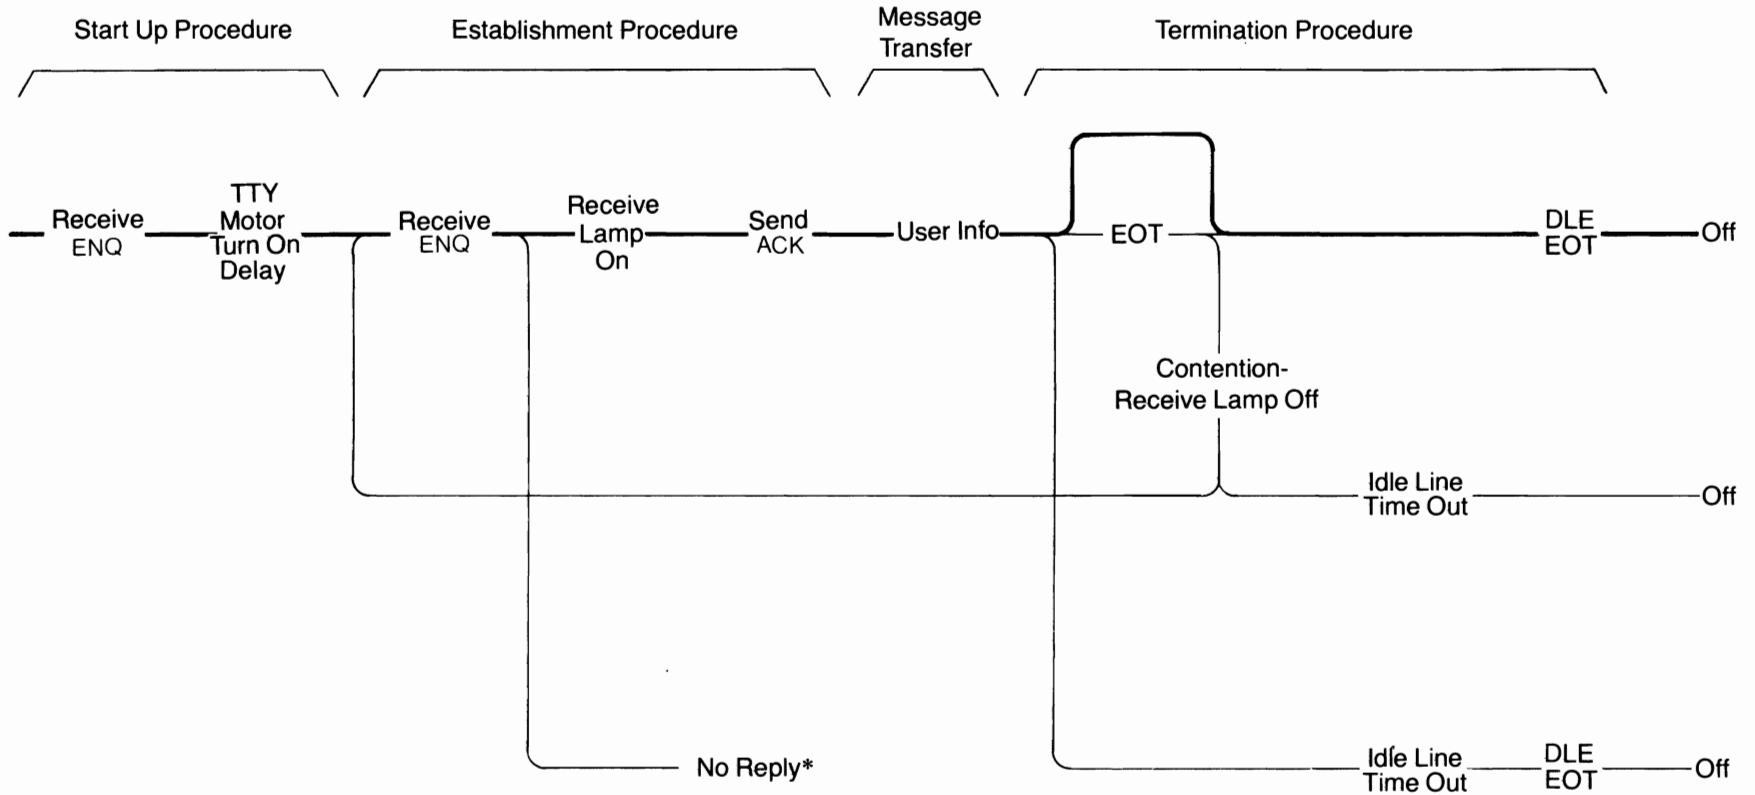 Start Up Procedure
Establishment Procedure
Message
Transfer
Termination Procedure
Receive
ENQ
TTY
Motor
Turn On
Delay
Receive
ENQ
Receive
Lamp
On
Send
ACK
User Info
EOT
DLE
EOT
Off
Contention-
Receive Lamp Off
Idle Line
Time Out
Off
No Reply*
Idle Line
Time Out
DLE
EOT
Off